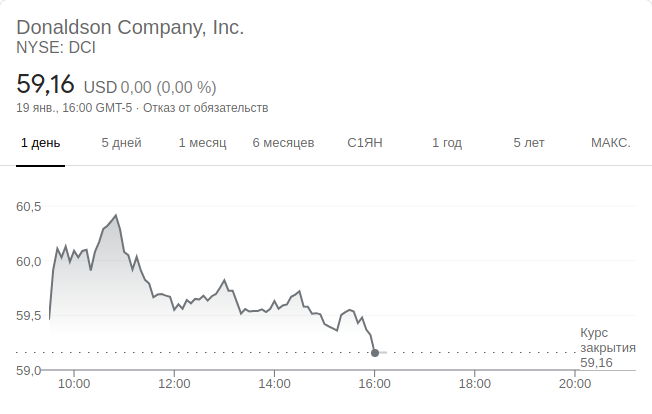 Donaldson Company, Inc.
NYSE: DCI
59,16 USD 0,00 (0,00 %)
19 янв., 16:00 GMT-5 · Отказ от обязательств
1 день 5 дней 1 месяц 6 месяцев С1ЯН 1 год 5 лет МАКС.
60,5
60,0
59,5
59,0
Курс
закрытия
59,16
10:00 12:00 14:00 16:00 18:00 20:00